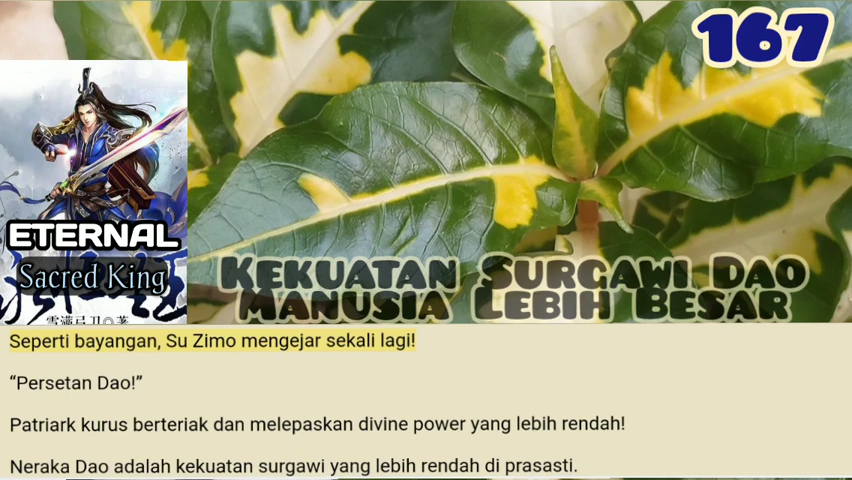 167
ETERNAL
Sacred King
KEKUATAN SURGAWI DAO
MANUSIA LEBIH BESAR
Seperti bayangan, Su Zimo mengejar sekali lagi!
“Persetan Dao!”
Patriark kurus berteriak dan melepaskan divine power yang lebih rendah!
Neraka Dao adalah kekuatan surgawi yang lebih rendah di prasasti.